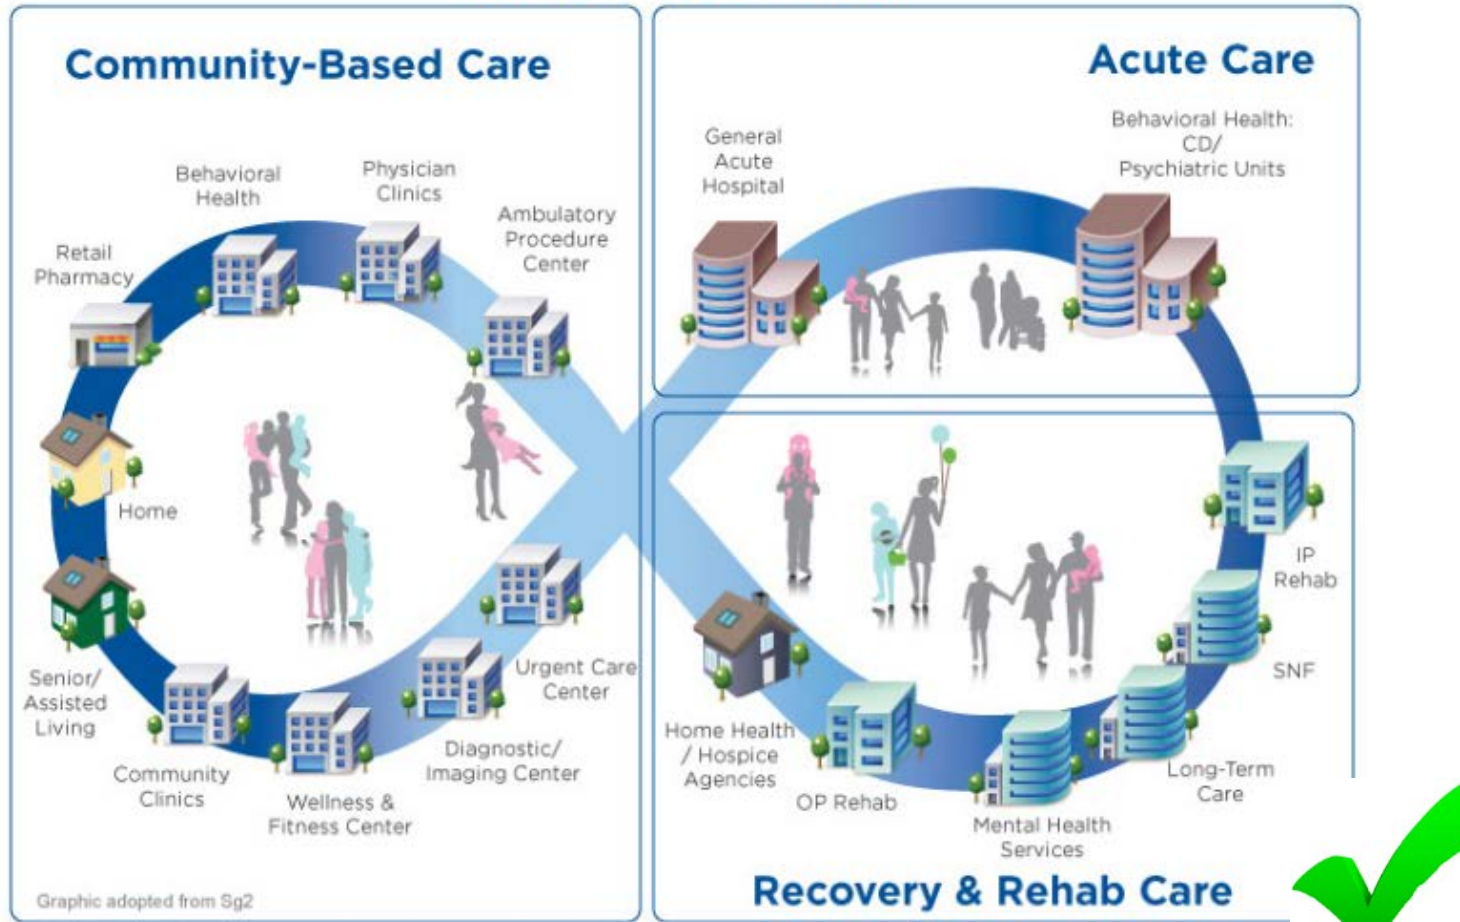 Community-Based Care
Acute Care
Behavioral Health:
CD/
Psychiatric Units
General
Acute
Hospital
Physician
Clinics
Behavioral
Health
Ambulatory
Procedure
Center
Retail
Pharmacy
Home
IP
Rehab
Senior/
Assisted
Living
Urgent Care
Center
SNF
Home Health
/ Hospice
Agencies
Diagnostic/
Imaging Center
Community
Clinics
Long-Term
Care
OP Rehab
Wellness &
Fitness Center
Mental Health
Services
Recovery & Rehab Care
Graphic adopted from Sg2